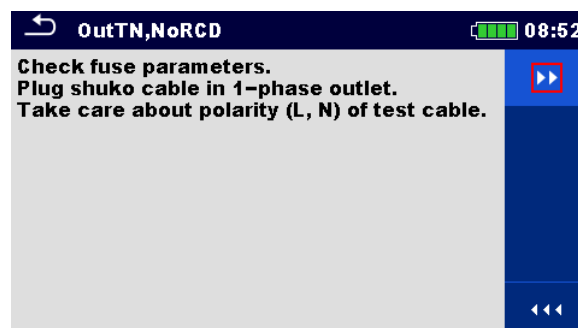 OutTN,NoRCD 08:52
Check fuse parameters.
Plug shuko cable in 1-phase outlet.
Take care about polarity (L, N) of test cable.